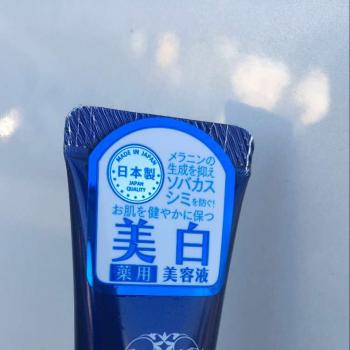 MADE IN JAPAN
日本製
JAPAN
QUALITY
メラニンの
生成を抑え
ソバカス
シミを防ぐ!
お肌を健やかに保つ
美白
薬用 美容液